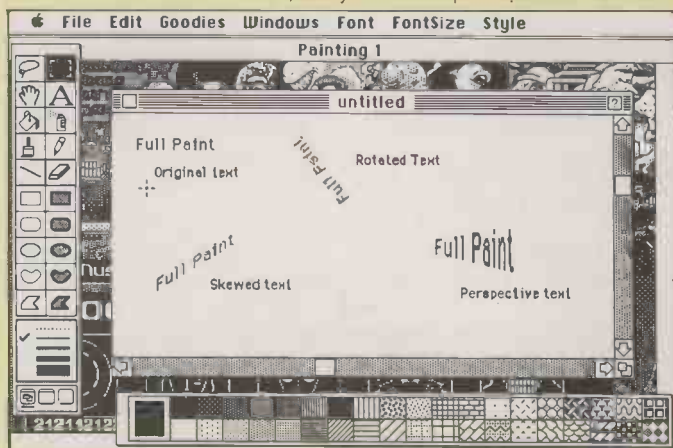 File Edit Goodies Windows Font FontSize Style
Painting 1
untitled
Full Paint
Original text
Full Paint
Rotated Text
Full Paint
Skewed text
Full Paint
Perspective text